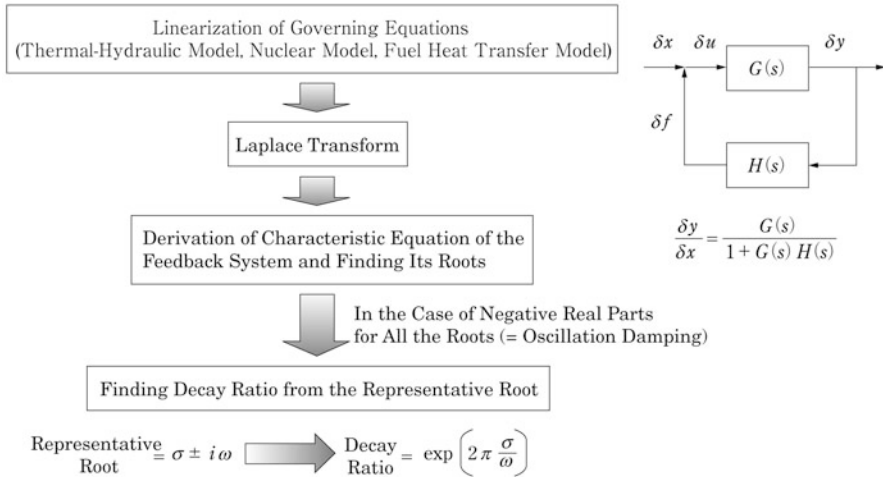 Linearization of Governing Equations
(Thermal-Hydraulic Model, Nuclear Model, Fuel Heat Transfer Model)
Laplace Transform
Derivation of Characteristic Equation of the
Feedback System and Finding Its Roots
In the Case of Negative Real Parts
for All the Roots (= Oscillation Damping)
Finding Decay Ratio from the Representative Root
Representative
Root = σ ± iω
Decay
Ratio = exp(2π σ/ω)
δx δu G(s) δy
δf
H(s)
δy/δx = G(s)/(1 + G(s) H(s))